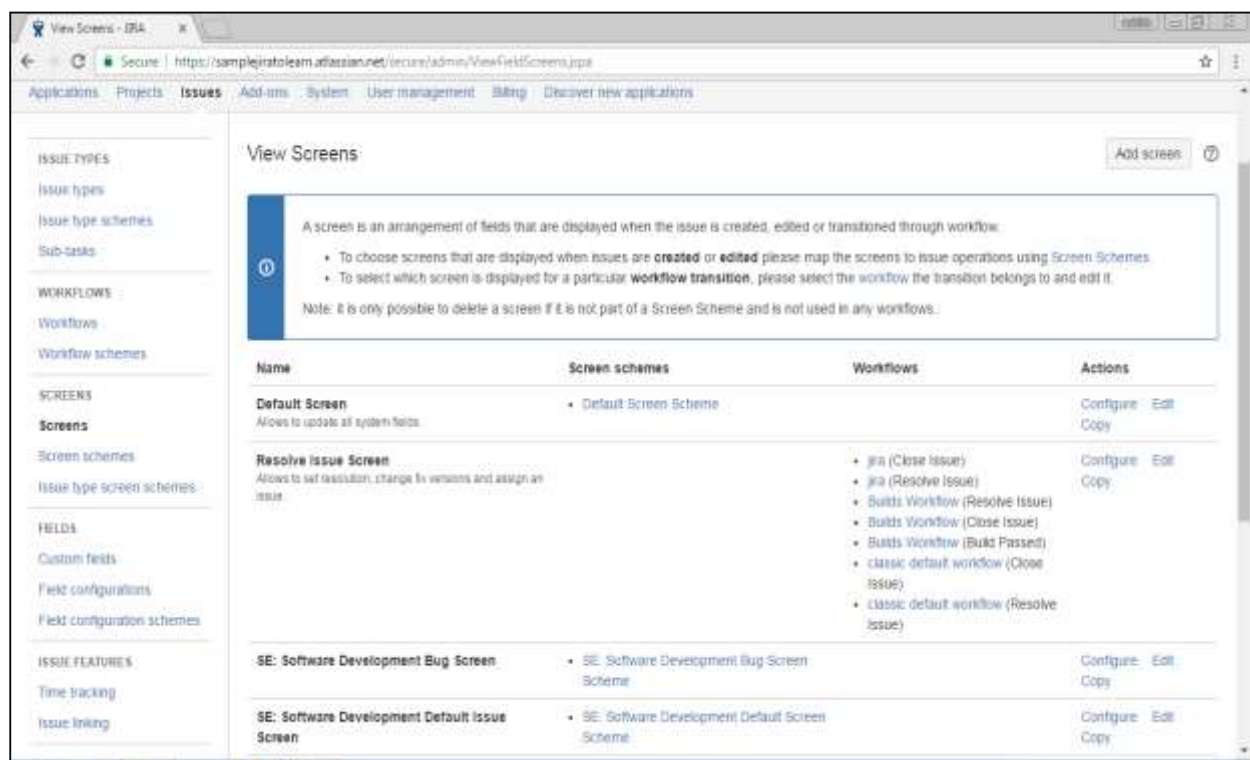 View Screens - JIRA
Secure | https://samplejiratolearn.atlassian.net/secure/admin/ViewFieldScreens.jspa
Applications Projects Issues Add-ons System User management Billing Discover new applications
ISSUE TYPES
Issue types
Issue type schemes
Sub-tasks
WORKFLOWS
Workflows
Workflow schemes
SCREENS
Screens
Screen schemes
Issue type screen schemes
FIELDS
Custom fields
Field configurations
Field configuration schemes
ISSUE FEATURES
Time tracking
Issue linking
View Screens
Add screen
A screen is an arrangement of fields that are displayed when the issue is created, edited or transitioned through workflow.
• To choose screens that are displayed when issues are created or edited please map the screens to issue operations using Screen Schemes.
• To select which screen is displayed for a particular workflow transition, please select the workflow the transition belongs to and edit it.
Note: it is only possible to delete a screen if it is not part of a Screen Scheme and is not used in any workflows.
Name Screen schemes Workflows Actions
Default Screen
Allows to update all system fields.
• Default Screen Scheme
Configure Edit
Copy
Resolve Issue Screen
Allows to set resolution, change fix versions and assign an
issue.
• jira (Close Issue)
• jira (Resolve Issue)
• Builds Workflow (Resolve Issue)
• Builds Workflow (Close Issue)
• Builds Workflow (Build Passed)
• classic default workflow (Close
Issue)
• classic default workflow (Resolve
Issue)
Configure Edit
Copy
SE: Software Development Bug Screen
• SE: Software Development Bug Screen
Scheme
Configure Edit
Copy
SE: Software Development Default Issue
Screen
• SE: Software Development Default Screen
Scheme
Configure Edit
Copy